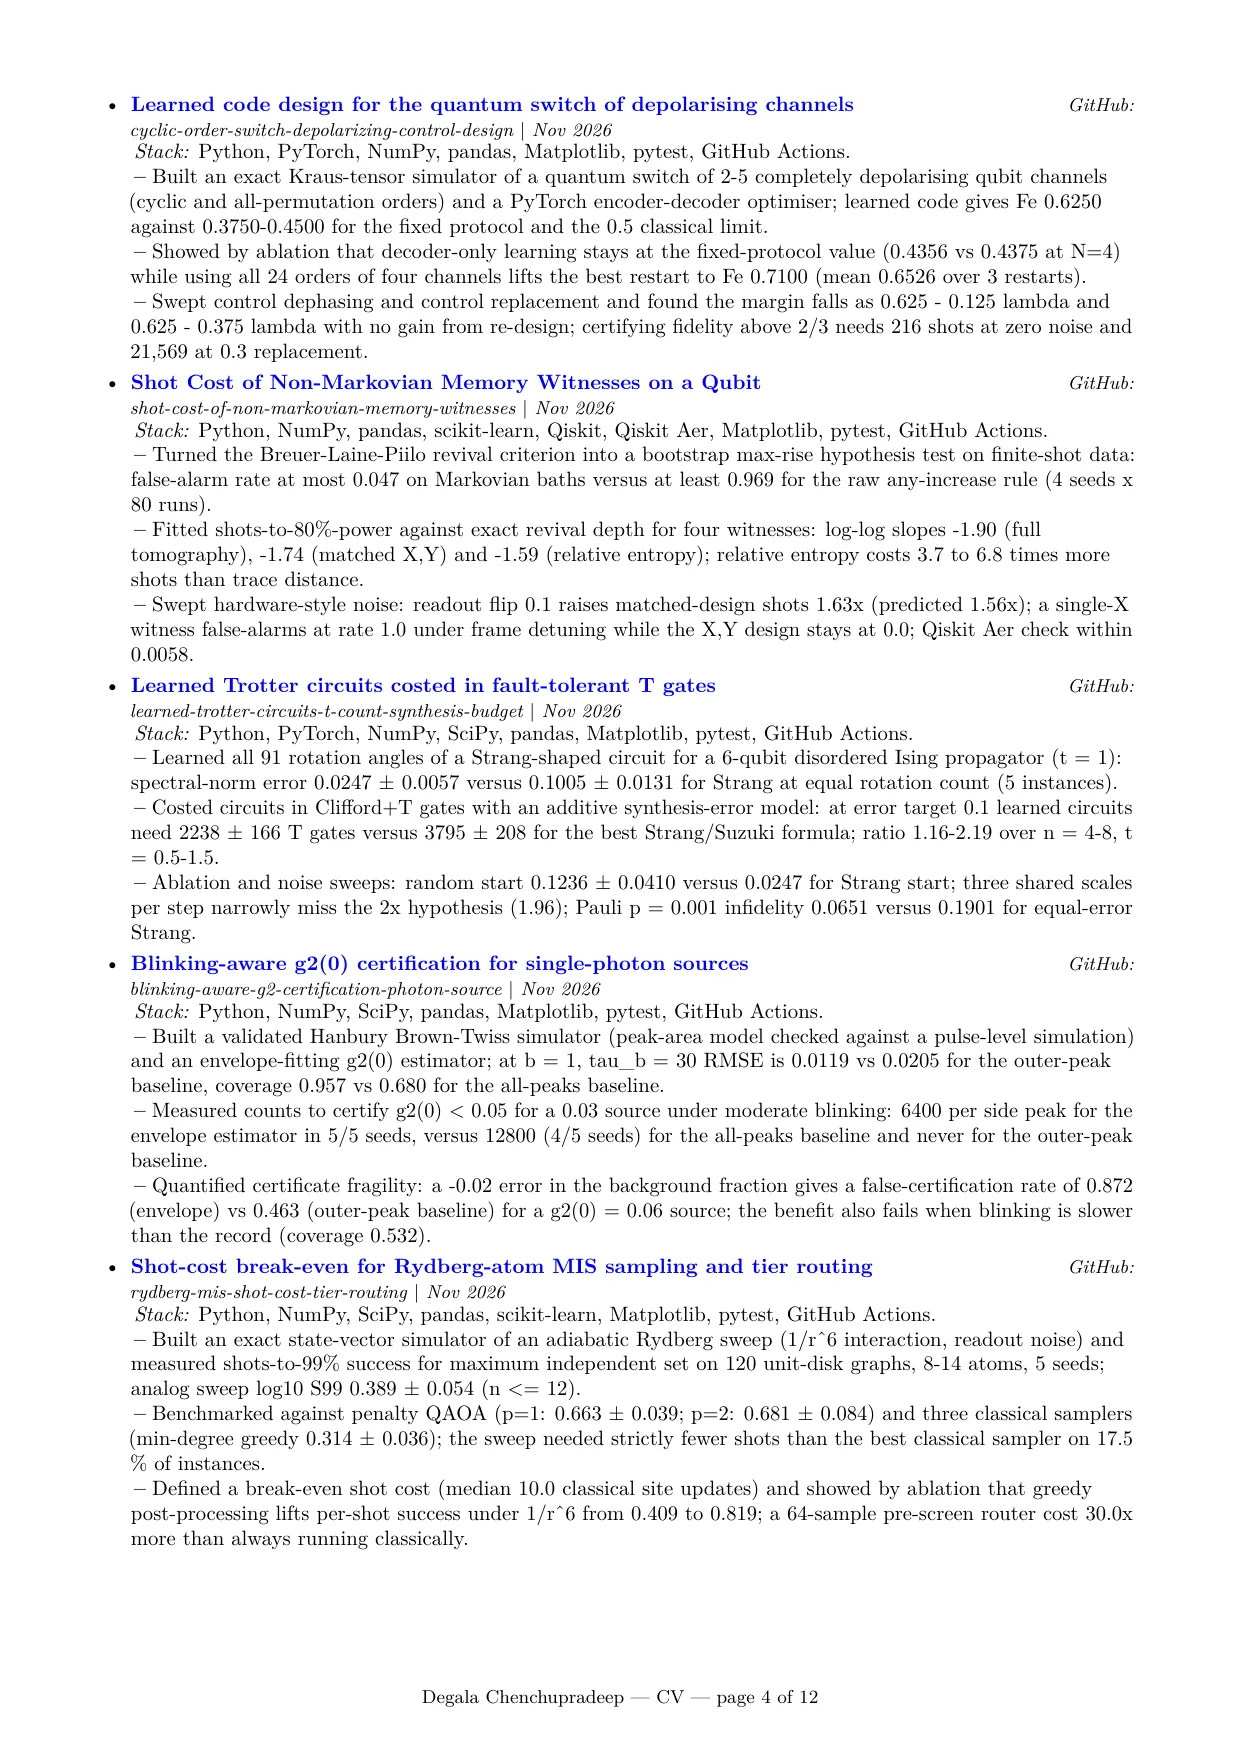 • Learned code design for the quantum switch of depolarising channels GitHub:
cyclic-order-switch-depolarizing-control-design | Nov 2026
Stack: Python, PyTorch, NumPy, pandas, Matplotlib, pytest, GitHub Actions.
– Built an exact Kraus-tensor simulator of a quantum switch of 2-5 completely depolarising qubit channels
(cyclic and all-permutation orders) and a PyTorch encoder-decoder optimiser; learned code gives Fe 0.6250
against 0.3750-0.4500 for the fixed protocol and the 0.5 classical limit.
– Showed by ablation that decoder-only learning stays at the fixed-protocol value (0.4356 vs 0.4375 at N=4)
while using all 24 orders of four channels lifts the best restart to Fe 0.7100 (mean 0.6526 over 3 restarts).
– Swept control dephasing and control replacement and found the margin falls as 0.625 - 0.125 lambda and
0.625 - 0.375 lambda with no gain from re-design; certifying fidelity above 2/3 needs 216 shots at zero noise and
21,569 at 0.3 replacement.
• Shot Cost of Non-Markovian Memory Witnesses on a Qubit GitHub:
shot-cost-of-non-markovian-memory-witnesses | Nov 2026
Stack: Python, NumPy, pandas, scikit-learn, Qiskit, Qiskit Aer, Matplotlib, pytest, GitHub Actions.
– Turned the Breuer-Laine-Piilo revival criterion into a bootstrap max-rise hypothesis test on finite-shot data:
false-alarm rate at most 0.047 on Markovian baths versus at least 0.969 for the raw any-increase rule (4 seeds x
80 runs).
– Fitted shots-to-80%-power against exact revival depth for four witnesses: log-log slopes -1.90 (full
tomography), -1.74 (matched X,Y) and -1.59 (relative entropy); relative entropy costs 3.7 to 6.8 times more
shots than trace distance.
– Swept hardware-style noise: readout flip 0.1 raises matched-design shots 1.63x (predicted 1.56x); a single-X
witness false-alarms at rate 1.0 under frame detuning while the X,Y design stays at 0.0; Qiskit Aer check within
0.0058.
• Learned Trotter circuits costed in fault-tolerant T gates GitHub:
learned-trotter-circuits-t-count-synthesis-budget | Nov 2026
Stack: Python, PyTorch, NumPy, SciPy, pandas, Matplotlib, pytest, GitHub Actions.
– Learned all 91 rotation angles of a Strang-shaped circuit for a 6-qubit disordered Ising propagator (t = 1):
spectral-norm error 0.0247 ± 0.0057 versus 0.1005 ± 0.0131 for Strang at equal rotation count (5 instances).
– Costed circuits in Clifford+T gates with an additive synthesis-error model: at error target 0.1 learned circuits
need 2238 ± 166 T gates versus 3795 ± 208 for the best Strang/Suzuki formula; ratio 1.16-2.19 over n = 4-8, t
= 0.5-1.5.
– Ablation and noise sweeps: random start 0.1236 ± 0.0410 versus 0.0247 for Strang start; three shared scales
per step narrowly miss the 2x hypothesis (1.96); Pauli p = 0.001 infidelity 0.0651 versus 0.1901 for equal-error
Strang.
• Blinking-aware g2(0) certification for single-photon sources GitHub:
blinking-aware-g2-certification-photon-source | Nov 2026
Stack: Python, NumPy, SciPy, pandas, Matplotlib, pytest, GitHub Actions.
– Built a validated Hanbury Brown-Twiss simulator (peak-area model checked against a pulse-level simulation)
and an envelope-fitting g2(0) estimator; at b = 1, tau_b = 30 RMSE is 0.0119 vs 0.0205 for the outer-peak
baseline, coverage 0.957 vs 0.680 for the all-peaks baseline.
– Measured counts to certify g2(0) < 0.05 for a 0.03 source under moderate blinking: 6400 per side peak for the
envelope estimator in 5/5 seeds, versus 12800 (4/5 seeds) for the all-peaks baseline and never for the outer-peak
baseline.
– Quantified certificate fragility: a -0.02 error in the background fraction gives a false-certification rate of 0.872
(envelope) vs 0.463 (outer-peak baseline) for a g2(0) = 0.06 source; the benefit also fails when blinking is slower
than the record (coverage 0.532).
• Shot-cost break-even for Rydberg-atom MIS sampling and tier routing GitHub:
rydberg-mis-shot-cost-tier-routing | Nov 2026
Stack: Python, NumPy, SciPy, pandas, scikit-learn, Matplotlib, pytest, GitHub Actions.
– Built an exact state-vector simulator of an adiabatic Rydberg sweep (1/r^6 interaction, readout noise) and
measured shots-to-99% success for maximum independent set on 120 unit-disk graphs, 8-14 atoms, 5 seeds;
analog sweep log10 S99 0.389 ± 0.054 (n <= 12).
– Benchmarked against penalty QAOA (p=1: 0.663 ± 0.039; p=2: 0.681 ± 0.084) and three classical samplers
(min-degree greedy 0.314 ± 0.036); the sweep needed strictly fewer shots than the best classical sampler on 17.5
% of instances.
– Defined a break-even shot cost (median 10.0 classical site updates) and showed by ablation that greedy
post-processing lifts per-shot success under 1/r^6 from 0.409 to 0.819; a 64-sample pre-screen router cost 30.0x
more than always running classically.
Degala Chenchupradeep — CV — page 4 of 12